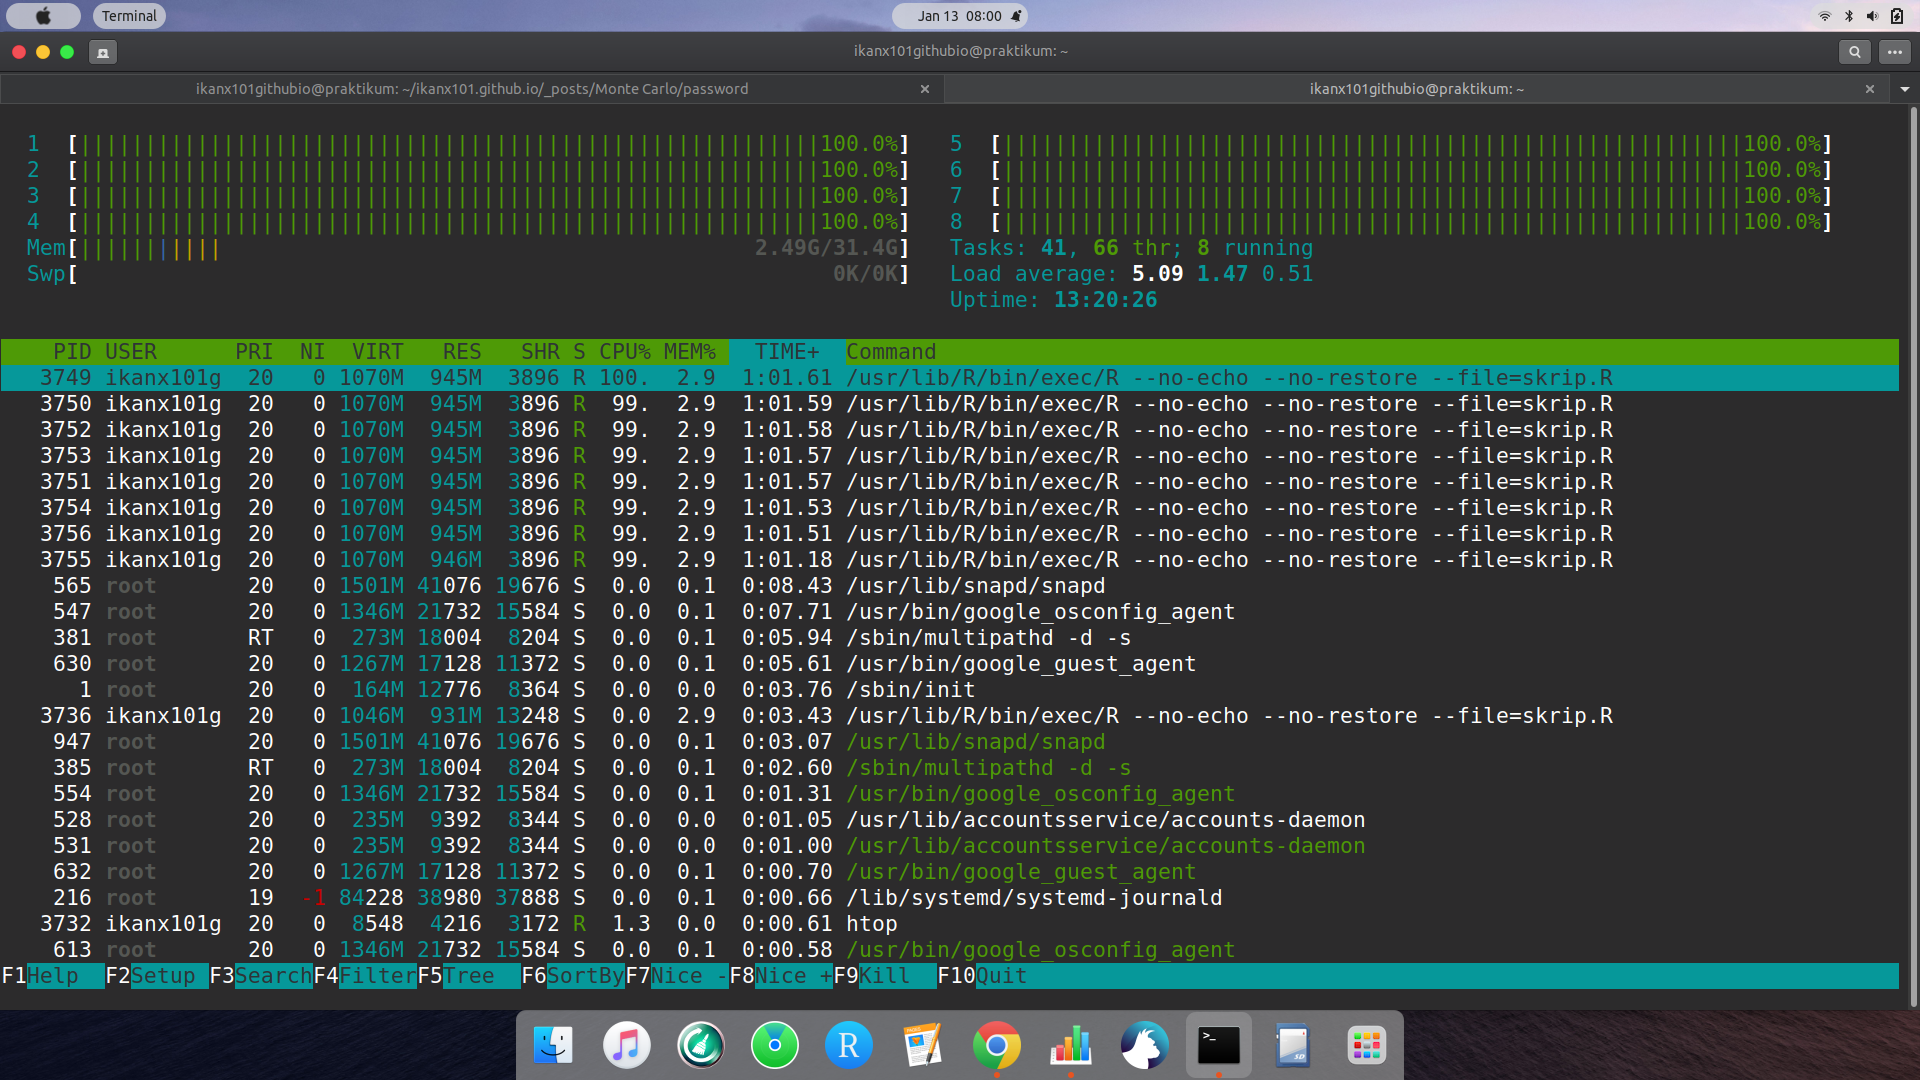 Terminal
Jan 13 08:00
ikanx101githubio@praktikum: ~
ikanx101githubio@praktikum: ~/ikanx101.github.io/_posts/Monte Carlo/password
ikanx101githubio@praktikum: ~
1 [100.0%] 5 [100.0%]
2 [100.0%] 6 [100.0%]
3 [100.0%] 7 [100.0%]
4 [100.0%] 8 [100.0%]
Mem[2.49G/31.4G] Tasks: 41, 66 thr; 8 running
Swp[0K/0K] Load average: 5.09 1.47 0.51
Uptime: 13:20:26
PID USER PRI NI VIRT RES SHR S CPU% MEM% TIME+ Command
3749 ikanx101g 20 0 1070M 945M 3896 R 100. 2.9 1:01.61 /usr/lib/R/bin/exec/R --no-echo --no-restore --file=skrip.R
3750 ikanx101g 20 0 1070M 945M 3896 R 99. 2.9 1:01.59 /usr/lib/R/bin/exec/R --no-echo --no-restore --file=skrip.R
3752 ikanx101g 20 0 1070M 945M 3896 R 99. 2.9 1:01.58 /usr/lib/R/bin/exec/R --no-echo --no-restore --file=skrip.R
3753 ikanx101g 20 0 1070M 945M 3896 R 99. 2.9 1:01.57 /usr/lib/R/bin/exec/R --no-echo --no-restore --file=skrip.R
3751 ikanx101g 20 0 1070M 945M 3896 R 99. 2.9 1:01.57 /usr/lib/R/bin/exec/R --no-echo --no-restore --file=skrip.R
3754 ikanx101g 20 0 1070M 945M 3896 R 99. 2.9 1:01.53 /usr/lib/R/bin/exec/R --no-echo --no-restore --file=skrip.R
3756 ikanx101g 20 0 1070M 945M 3896 R 99. 2.9 1:01.51 /usr/lib/R/bin/exec/R --no-echo --no-restore --file=skrip.R
3755 ikanx101g 20 0 1070M 946M 3896 R 99. 2.9 1:01.18 /usr/lib/R/bin/exec/R --no-echo --no-restore --file=skrip.R
565 root 20 0 1501M 41076 19676 S 0.0 0.1 0:08.43 /usr/lib/snapd/snapd
547 root 20 0 1346M 21732 15584 S 0.0 0.1 0:07.71 /usr/bin/google_osconfig_agent
381 root RT 0 273M 18004 8204 S 0.0 0.1 0:05.94 /sbin/multipathd -d -s
630 root 20 0 1267M 17128 11372 S 0.0 0.1 0:05.61 /usr/bin/google_guest_agent
1 root 20 0 164M 12776 8364 S 0.0 0.0 0:03.76 /sbin/init
3736 ikanx101g 20 0 1046M 931M 13248 S 0.0 2.9 0:03.43 /usr/lib/R/bin/exec/R --no-echo --no-restore --file=skrip.R
947 root 20 0 1501M 41076 19676 S 0.0 0.1 0:03.07 /usr/lib/snapd/snapd
385 root RT 0 273M 18004 8204 S 0.0 0.1 0:02.60 /sbin/multipathd -d -s
554 root 20 0 1346M 21732 15584 S 0.0 0.1 0:01.31 /usr/bin/google_osconfig_agent
528 root 20 0 235M 9392 8344 S 0.0 0.0 0:01.05 /usr/lib/accountsservice/accounts-daemon
531 root 20 0 235M 9392 8344 S 0.0 0.0 0:01.00 /usr/lib/accountsservice/accounts-daemon
632 root 20 0 1267M 17128 11372 S 0.0 0.1 0:00.70 /usr/bin/google_guest_agent
216 root 19 -1 84228 38980 37888 S 0.0 0.1 0:00.66 /lib/systemd/systemd-journald
3732 ikanx101g 20 0 8548 4216 3172 R 1.3 0.0 0:00.61 htop
613 root 20 0 1346M 21732 15584 S 0.0 0.1 0:00.58 /usr/bin/google_osconfig_agent
F1Help F2Setup F3SearchF4FilterF5Tree F6SortByF7Nice -F8Nice +F9Kill F10Quit
R
>_
SD